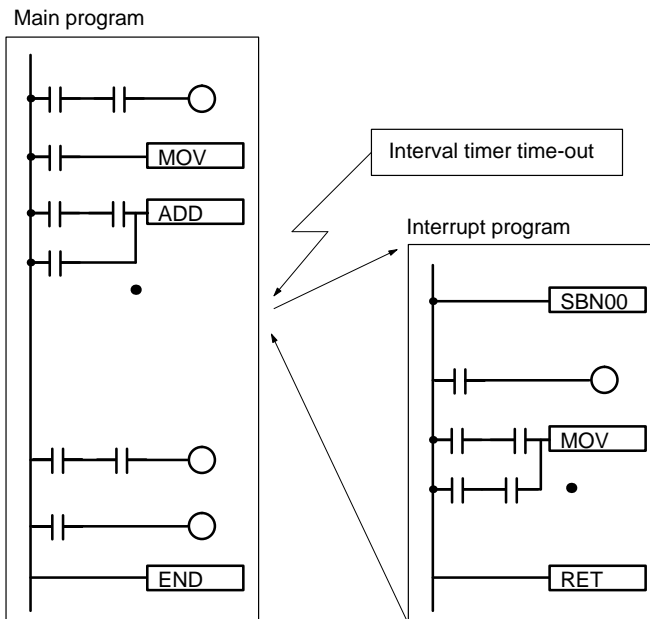 Main program
MOV
ADD
END
Interval timer time-out
Interrupt program
SBN00
MOV
RET